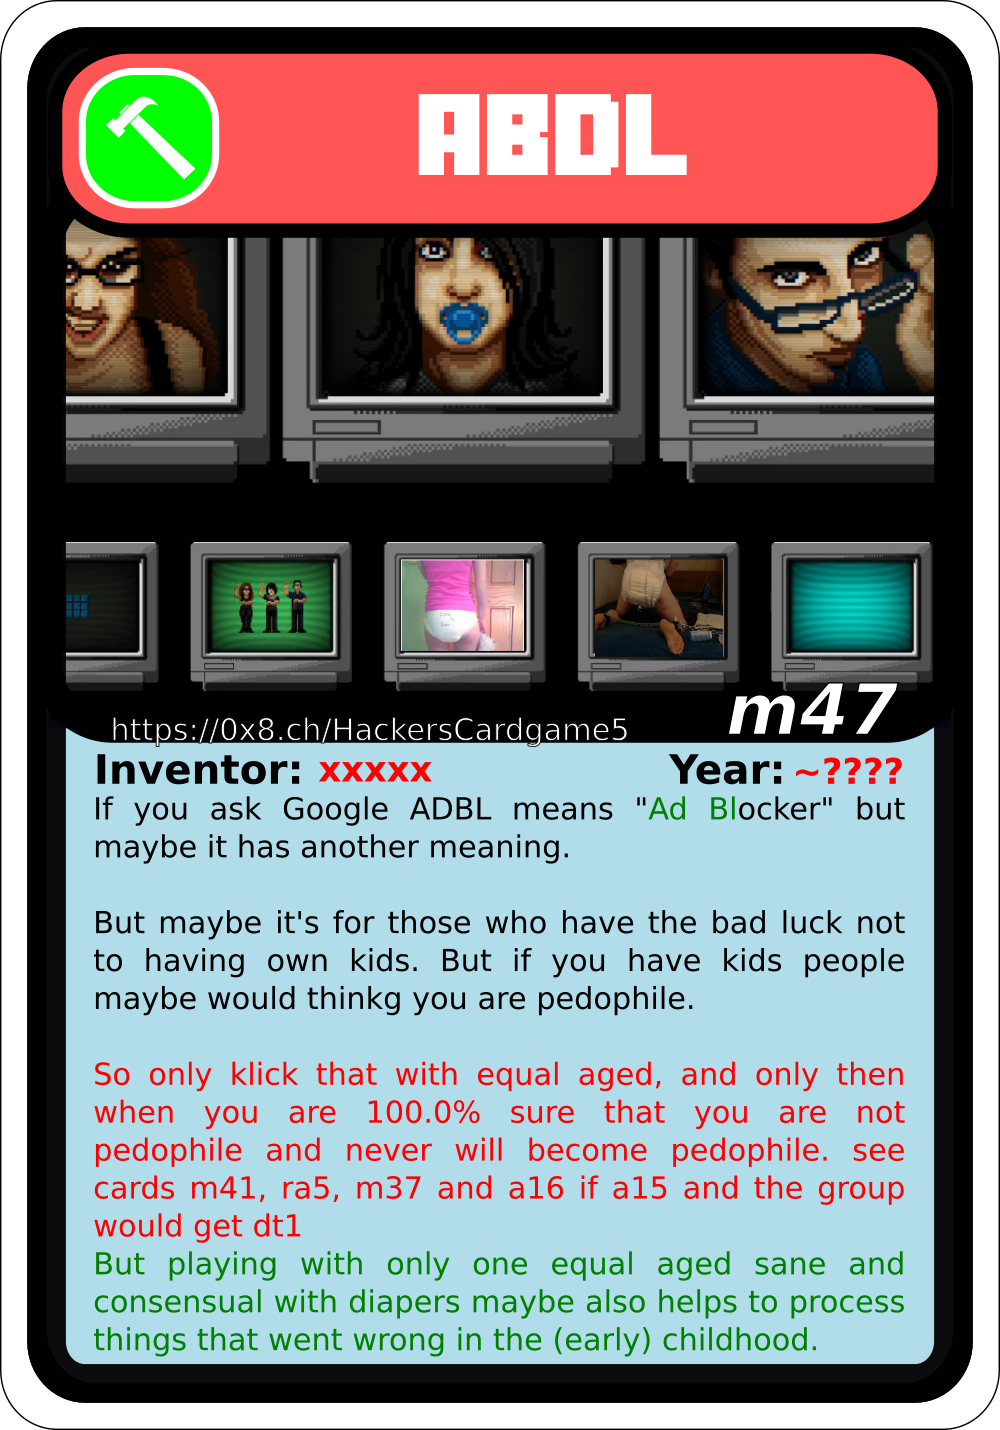 ABDL
https://0x8.ch/HackersCardgame5
m47
Inventor: xxxxx Year: ~????
If you ask Google ADBL means "Ad Blocker" but
maybe it has another meaning.
But maybe it's for those who have the bad luck not
to having own kids. But if you have kids people
maybe would thinkg you are pedophile.
So only klick that with equal aged, and only then
when you are 100.0% sure that you are not
pedophile and never will become pedophile. see
cards m41, ra5, m37 and a16 if a15 and the group
would get dt1
But playing with only one equal aged sane and
consensual with diapers maybe also helps to process
things that went wrong in the (early) childhood.